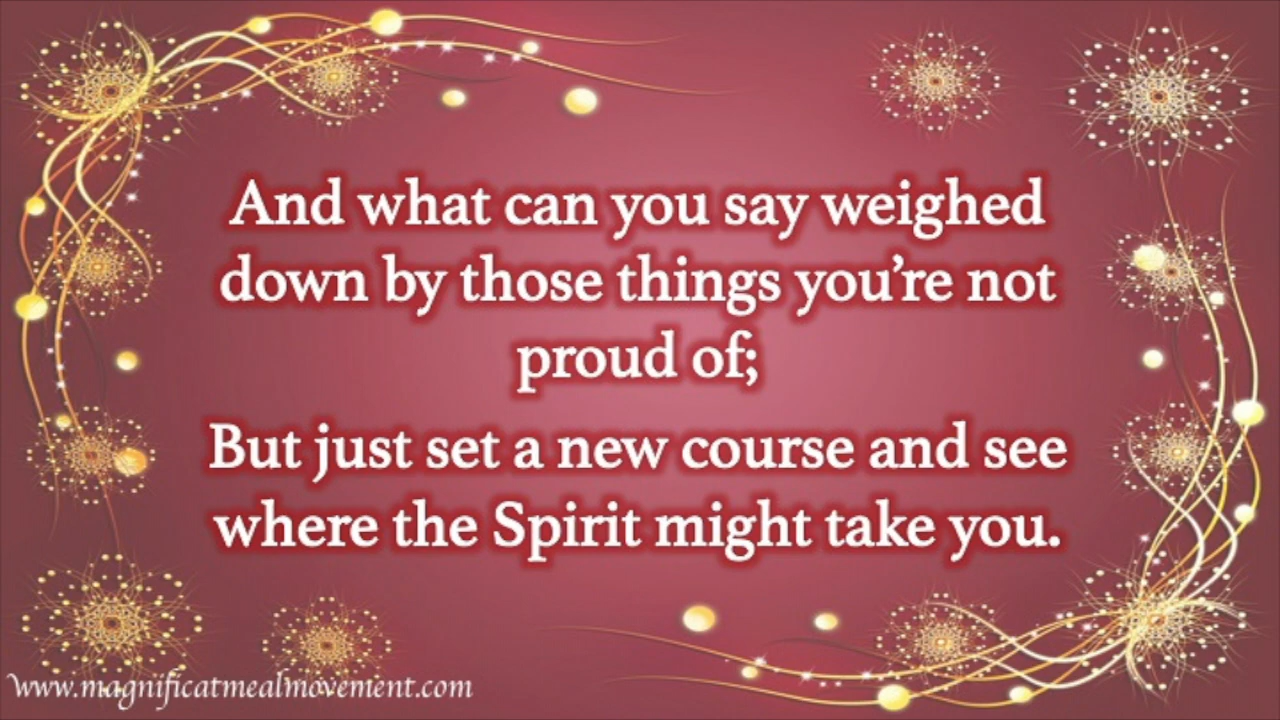 And what can you say weighed
down by those things you’re not
proud of;
But just set a new course and see
where the Spirit might take you.
www.magnificatmealmovement.com